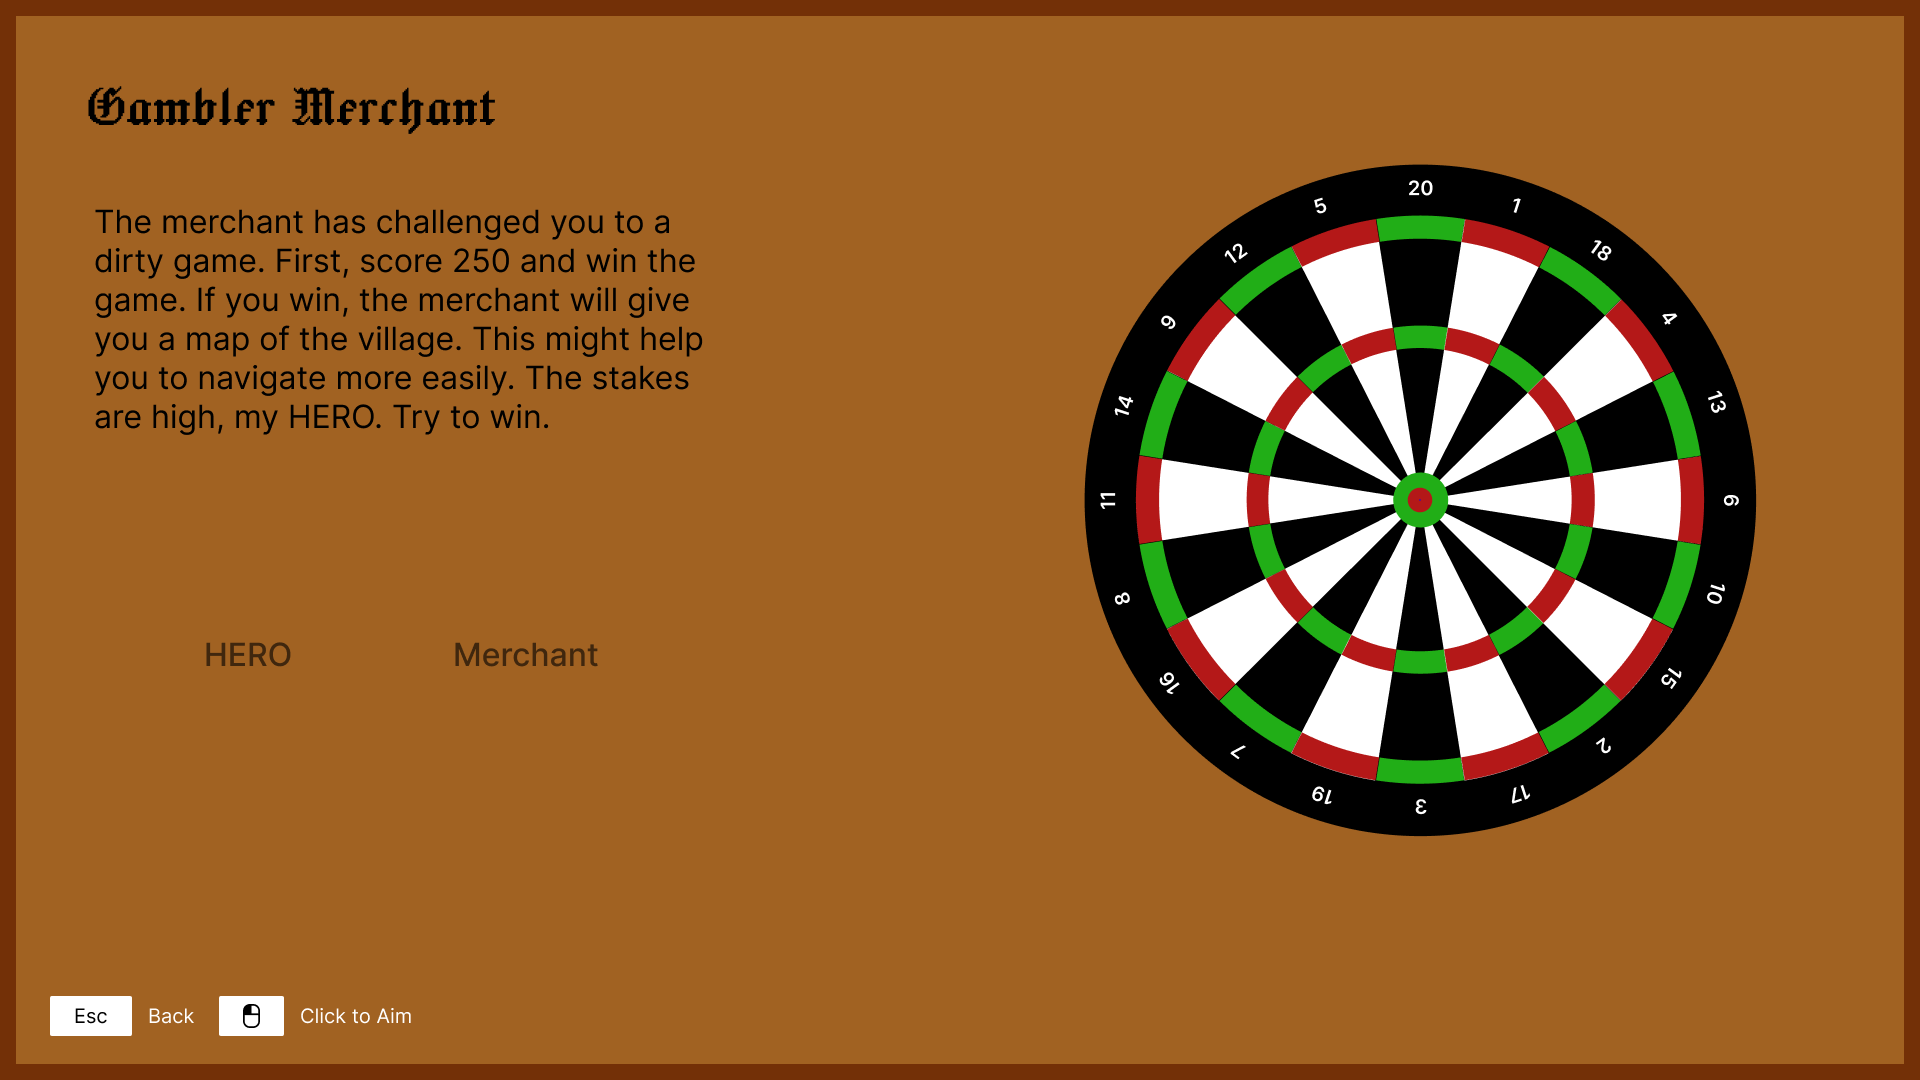 Gambler Merchant
The merchant has challenged you to a
dirty game. First, score 250 and win the
game. If you win, the merchant will give
you a map of the village. This might help
you to navigate more easily. The stakes
are high, my HERO. Try to win.
HERO Merchant
20
1
18
4
13
6
10
15
2
17
3
19
7
16
8
11
14
9
12
5
Esc Back Click to Aim